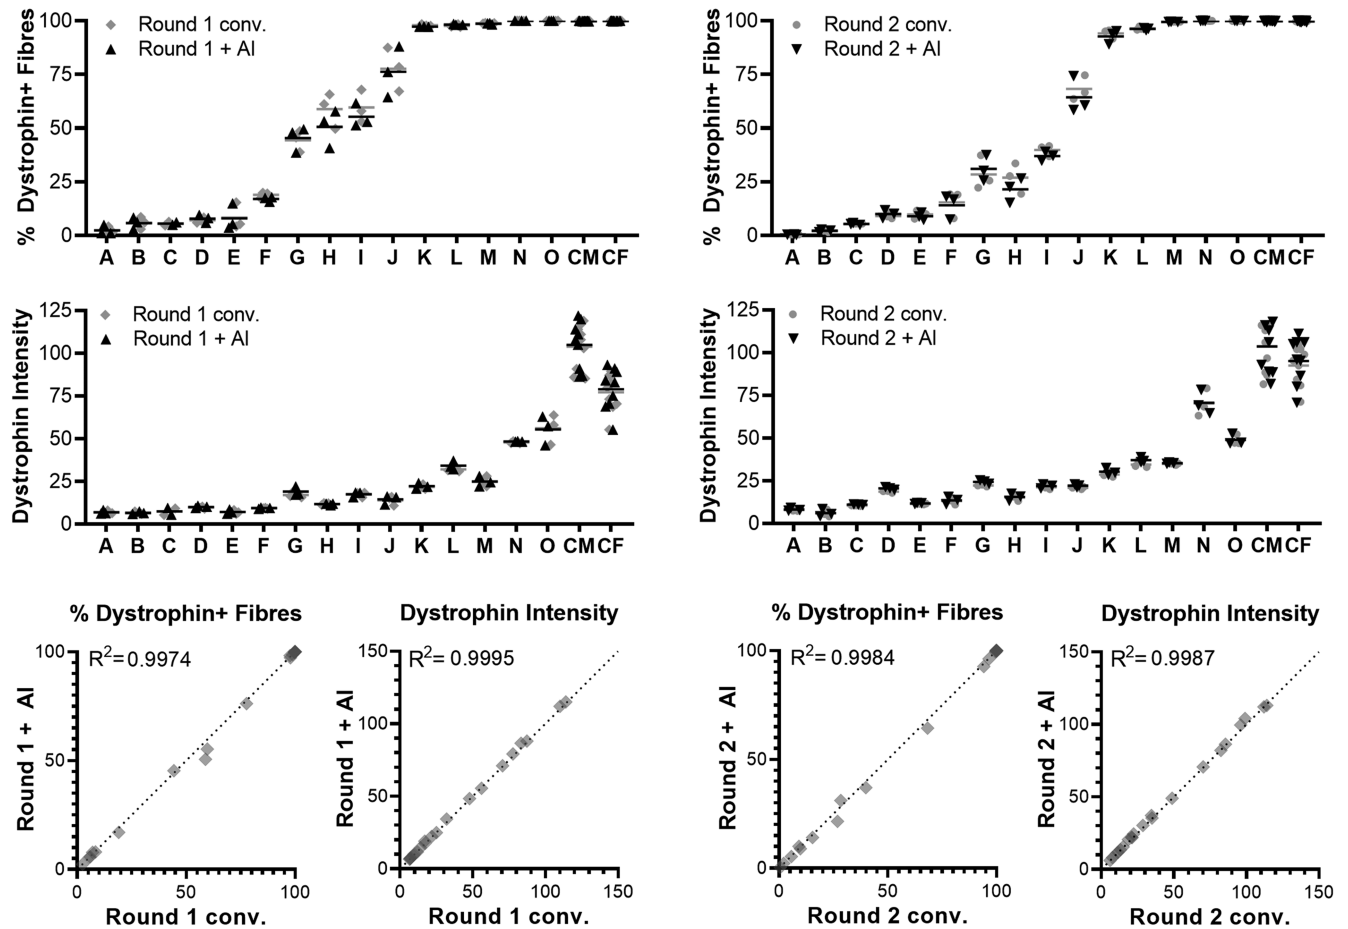 % Dystrophin+ Fibres
100
75
50
25
0
Round 1 conv.
Round 1 + AI
A B C D E F G H I J K L M N O CM CF
% Dystrophin+ Fibres
100
75
50
25
0
Round 2 conv.
Round 2 + AI
A B C D E F G H I J K L M N O CM CF
Dystrophin Intensity
125
100
75
50
25
0
Round 1 conv.
Round 1 + AI
A B C D E F G H I J K L M N O CM CF
Dystrophin Intensity
125
100
75
50
25
0
Round 2 conv.
Round 2 + AI
A B C D E F G H I J K L M N O CM CF
% Dystrophin+ Fibres
R²= 0.9974
Round 1 + AI
100
50
0
0 50 100
Round 1 conv.
Dystrophin Intensity
R²= 0.9995
Round 1 + AI
150
100
50
0
0 50 100 150
Round 1 conv.
% Dystrophin+ Fibres
R²= 0.9984
Round 2 + AI
100
50
0
0 50 100
Round 2 conv.
Dystrophin Intensity
R²= 0.9987
Round 2 + AI
150
100
50
0
0 50 100 150
Round 2 conv.